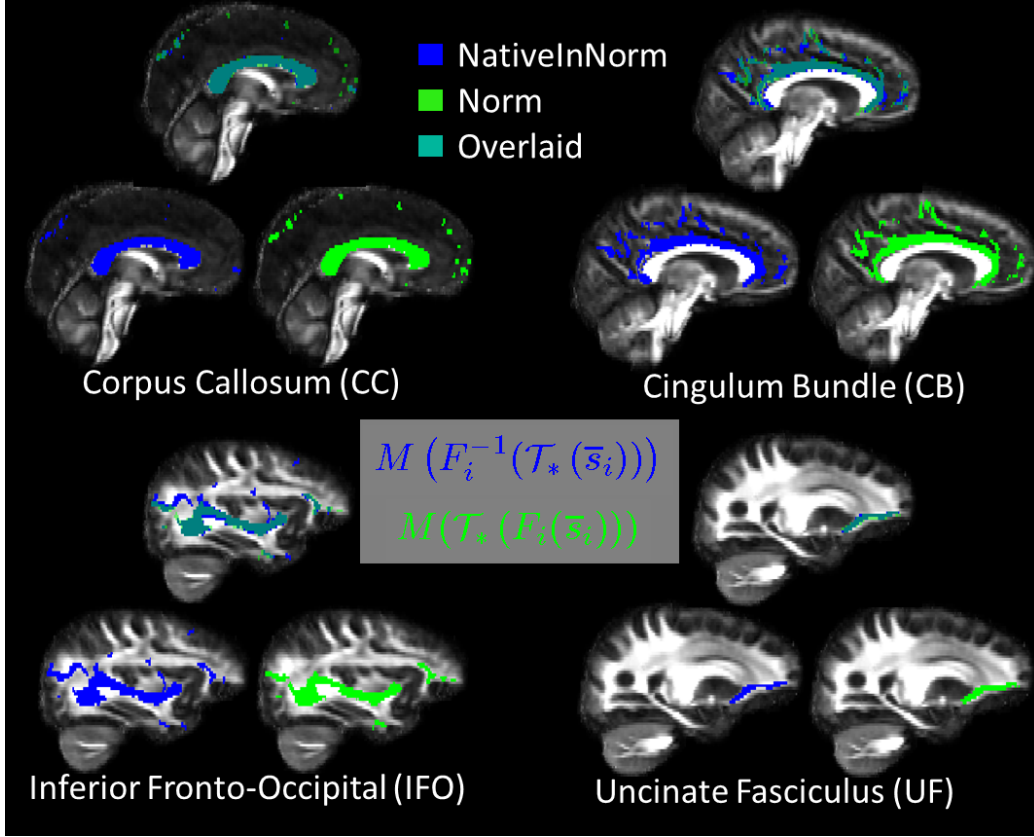 NativeInNorm
Norm
Overlaid
Corpus Callosum (CC)
Cingulum Bundle (CB)
M (F_i^{-1}(𝒯_* (s̅_i)))
M(𝒯_* (F_i(s̅_i)))
Inferior Fronto-Occipital (IFO)
Uncinate Fasciculus (UF)